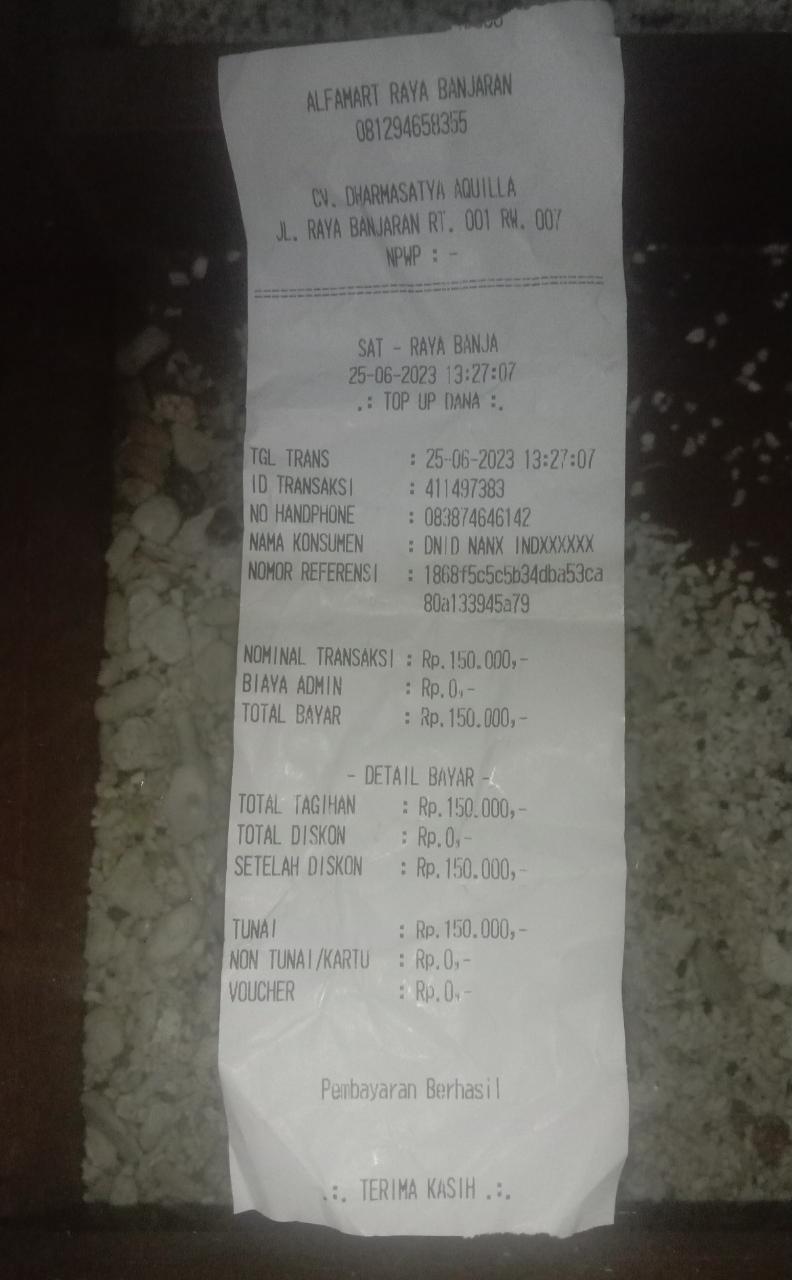 ALFAMART RAYA BANJARAN
081294658355
CV. DHARMASATYA AQUILLA
JL. RAYA BANJARAN RT. 001 RW. 007
NPWP : -
SAT - RAYA BANJA
25-06-2023 13:27:07
.: TOP UP DANA :.
TGL TRANS : 25-06-2023 13:27:07
ID TRANSAKSI : 411497383
NO HANDPHONE : 083874646142
NAMA KONSUMEN : DNID NANX INDXXXXXX
NOMOR REFERENSI : 1868f5c5c5b34dba53ca
80a133945a79
NOMINAL TRANSAKSI : Rp.150.000,-
BIAYA ADMIN : Rp.0,-
TOTAL BAYAR : Rp.150.000,-
- DETAIL BAYAR -
TOTAL TAGIHAN : Rp.150.000,-
TOTAL DISKON : Rp.0,-
SETELAH DISKON : Rp.150.000,-
TUNAI : Rp.150.000,-
NON TUNAI/KARTU : Rp.0,-
VOUCHER : Rp.0,-
Pembayaran Berhasil
.:. TERIMA KASIH .:.